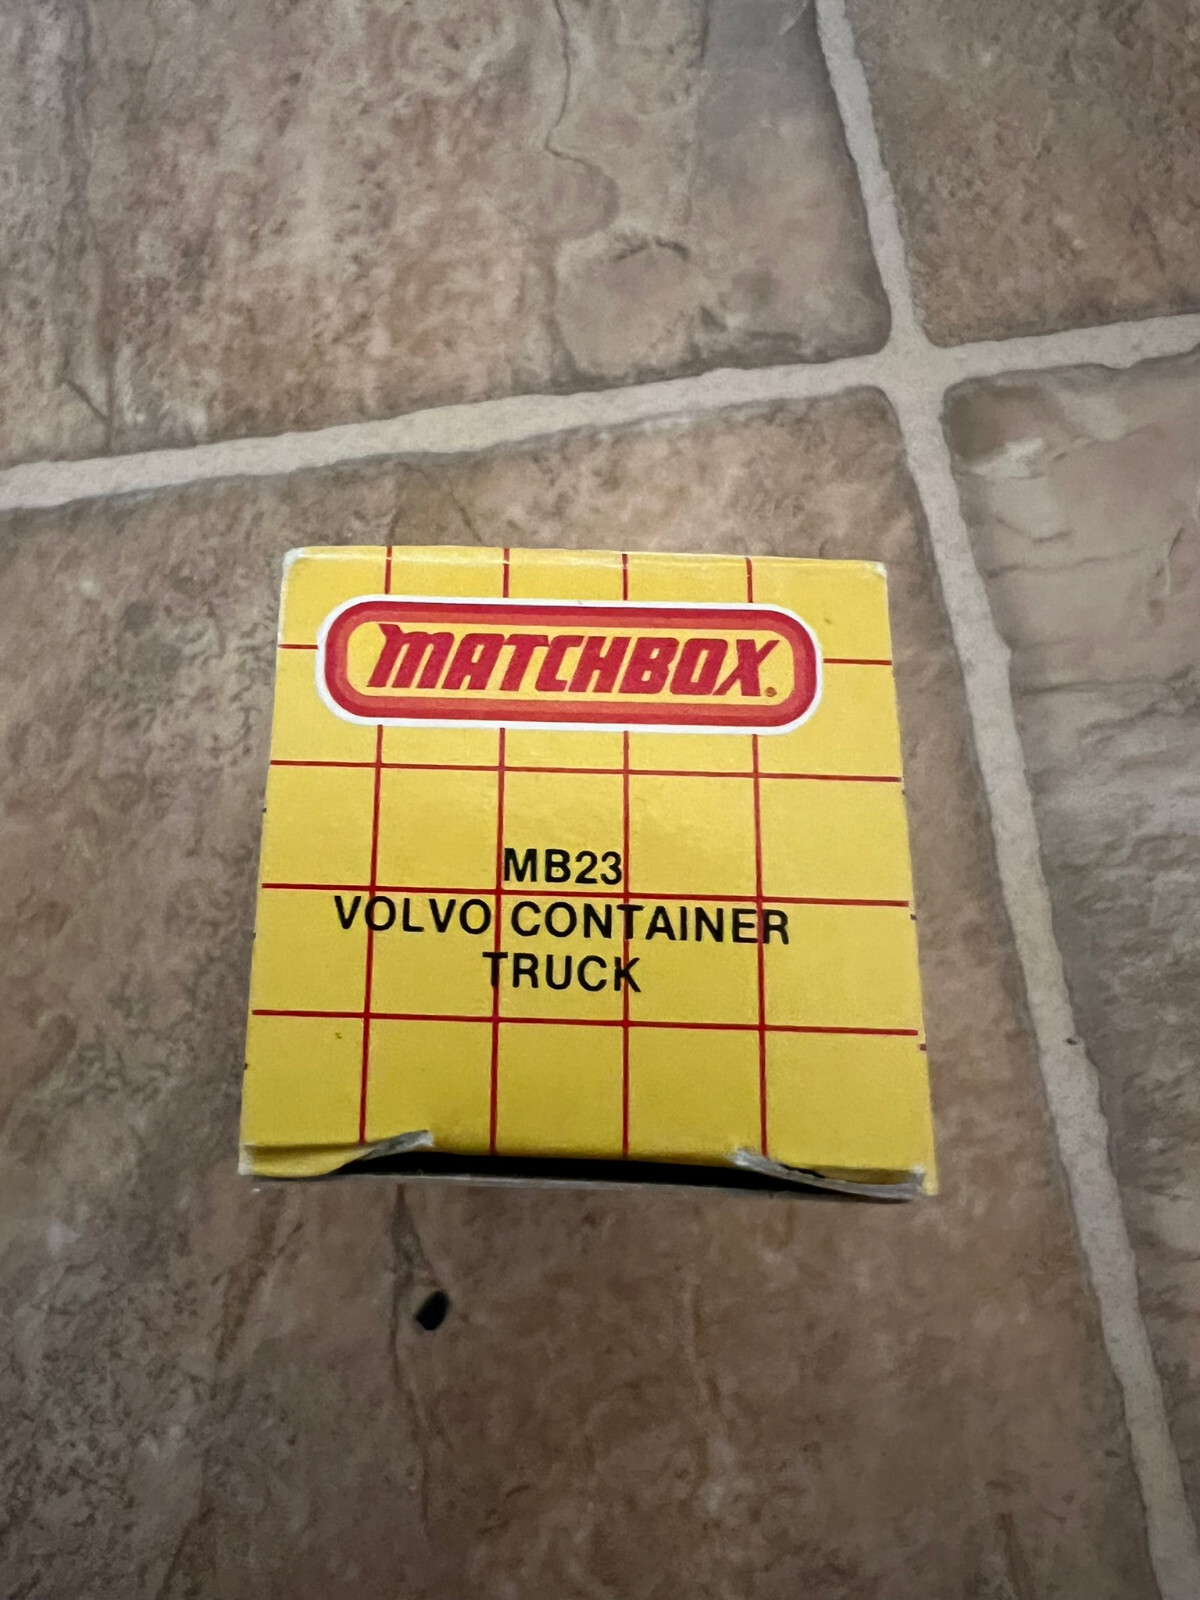 MATCHBOX®
MB23
VOLVO CONTAINER
TRUCK